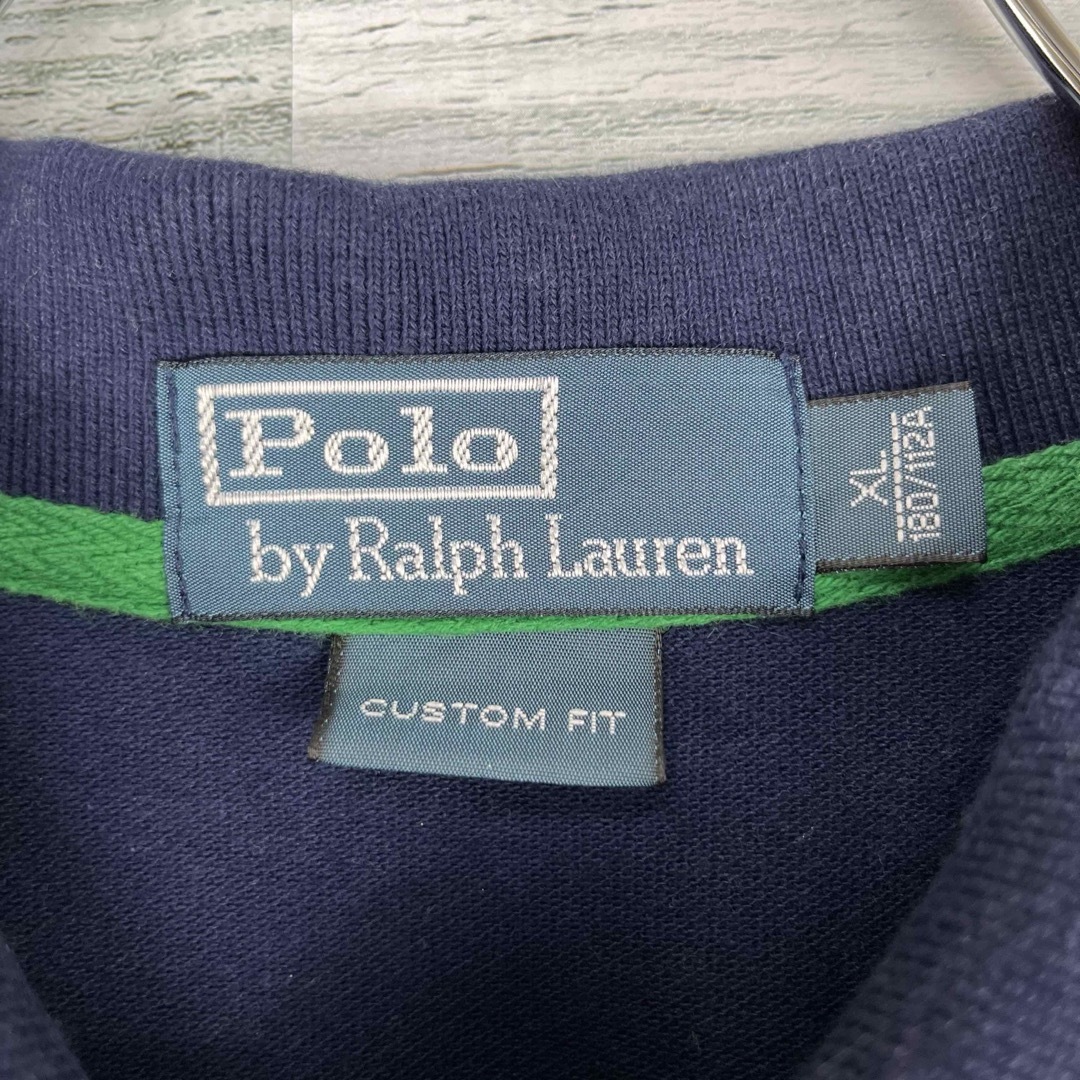 Polo
by Ralph Lauren
XL
180/112A
CUSTOM FIT